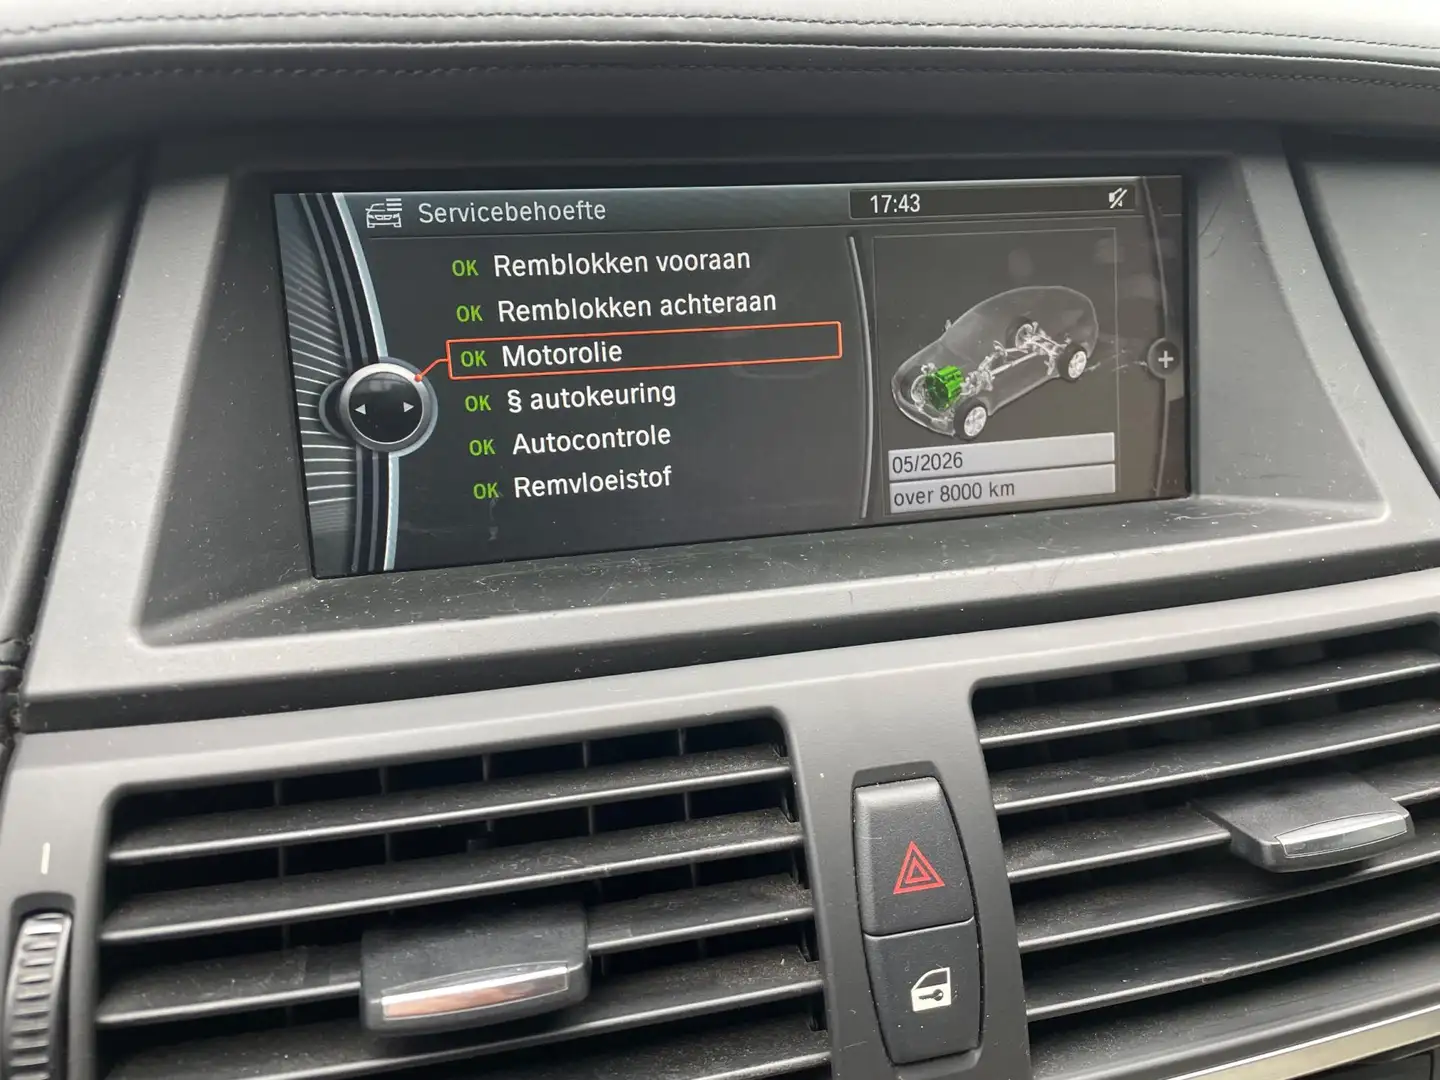 Servicebehoefte
17:43
OK Remblokken vooraan
OK Remblokken achteraan
OK Motorolie
OK § autokeuring
OK Autocontrole
OK Remvloeistof
05/2026
over 8000 km